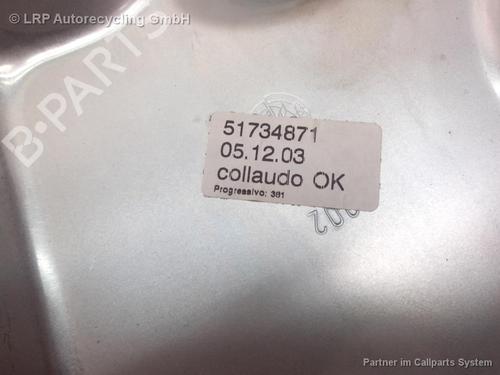 LRP Autorecycling GmbH
B-PARTS
51734871
05.12.03
collaudo OK
Progressivo: 381
Partner im Callparts System